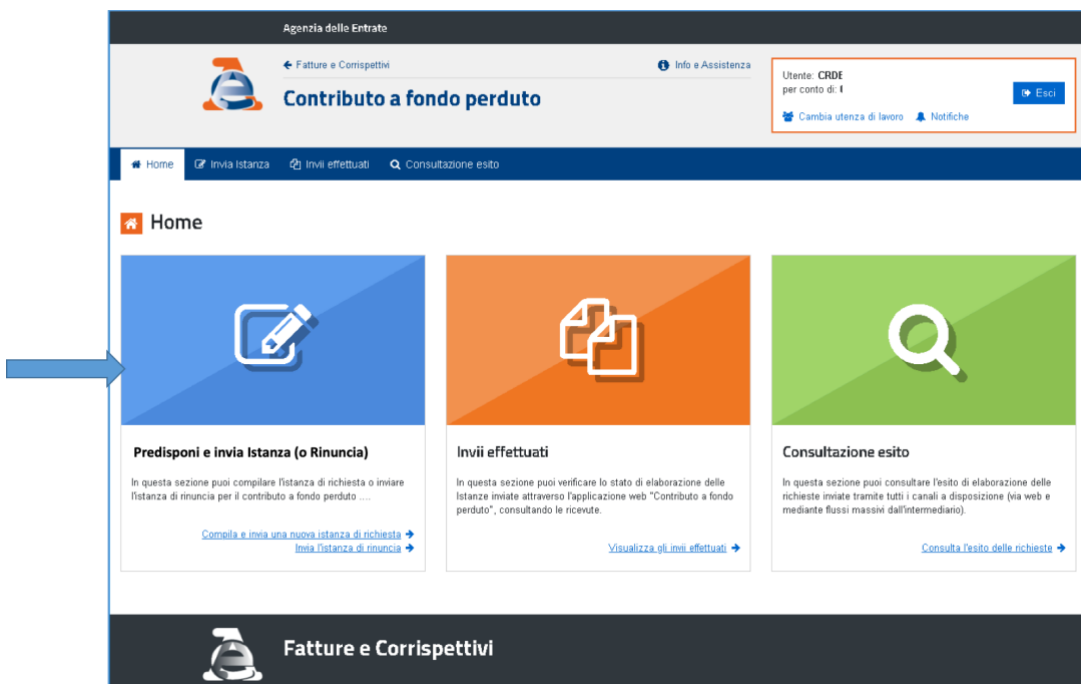 Agenzia delle Entrate
Fatture e Corrispettivi
Info e Assistenza
Contributo a fondo perduto
Utente: CRDE
per conto di: I
Esci
Cambia utenza di lavoro
Notifiche
Home
Invia Istanza
Invii effettuati
Consultazione esito
Home
Predisponi e invia Istanza (o Rinuncia)
In questa sezione puoi compilare l'istanza di richiesta o inviare
l'istanza di rinuncia per il contributo a fondo perduto ....
Compila e invia una nuova istanza di richiesta
Invia l'istanza di rinuncia
Invii effettuati
In questa sezione puoi verificare lo stato di elaborazione delle
Istanze inviate attraverso l'applicazione web "Contributo a fondo
perduto", consultando le ricevute.
Visualizza gli invii effettuati
Consultazione esito
In questa sezione puoi consultare l'esito di elaborazione delle
richieste inviate tramite tutti i canali a disposizione (via web e
mediante flussi massivi dall'intermediario).
Consulta l'esito delle richieste
Fatture e Corrispettivi